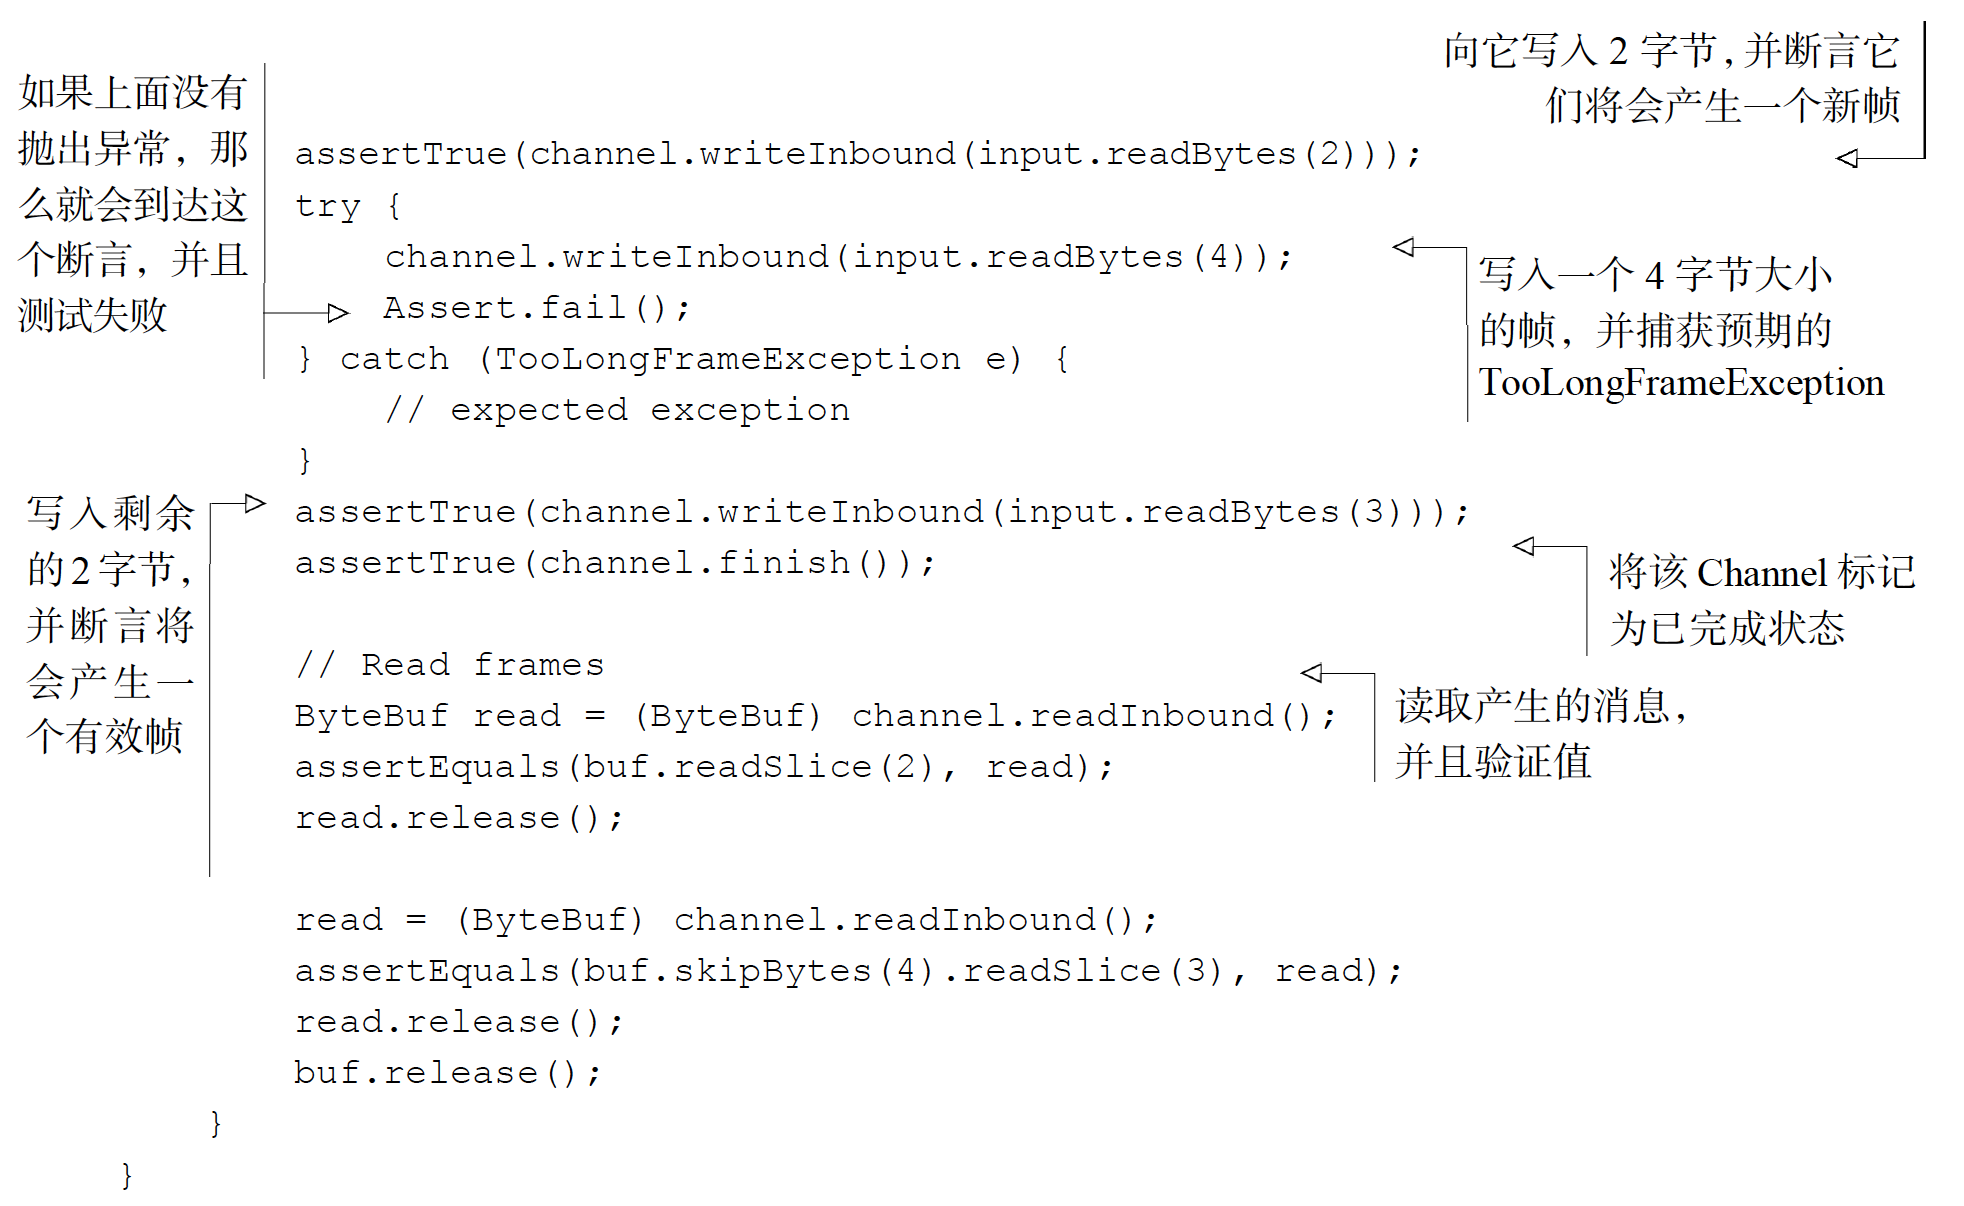 向它写入 2 字节，并断言它
们将会产生一个新帧
如果上面没有
抛出异常，那
么就会到达这
个断言，并且
测试失败
assertTrue(channel.writeInbound(input.readBytes(2)));
try {
    channel.writeInbound(input.readBytes(4));
    Assert.fail();
} catch (TooLongFrameException e) {
    // expected exception
}
写入一个 4 字节大小
的帧，并捕获预期的
TooLongFrameException
写入剩余
的2字节，
并断言将
会产生一
个有效帧
assertTrue(channel.writeInbound(input.readBytes(3)));
assertTrue(channel.finish());
将该 Channel 标记
为已完成状态
// Read frames
ByteBuf read = (ByteBuf) channel.readInbound();
assertEquals(buf.readSlice(2), read);
read.release();
读取产生的消息，
并且验证值
read = (ByteBuf) channel.readInbound();
assertEquals(buf.skipBytes(4).readSlice(3), read);
read.release();
buf.release();
}
}